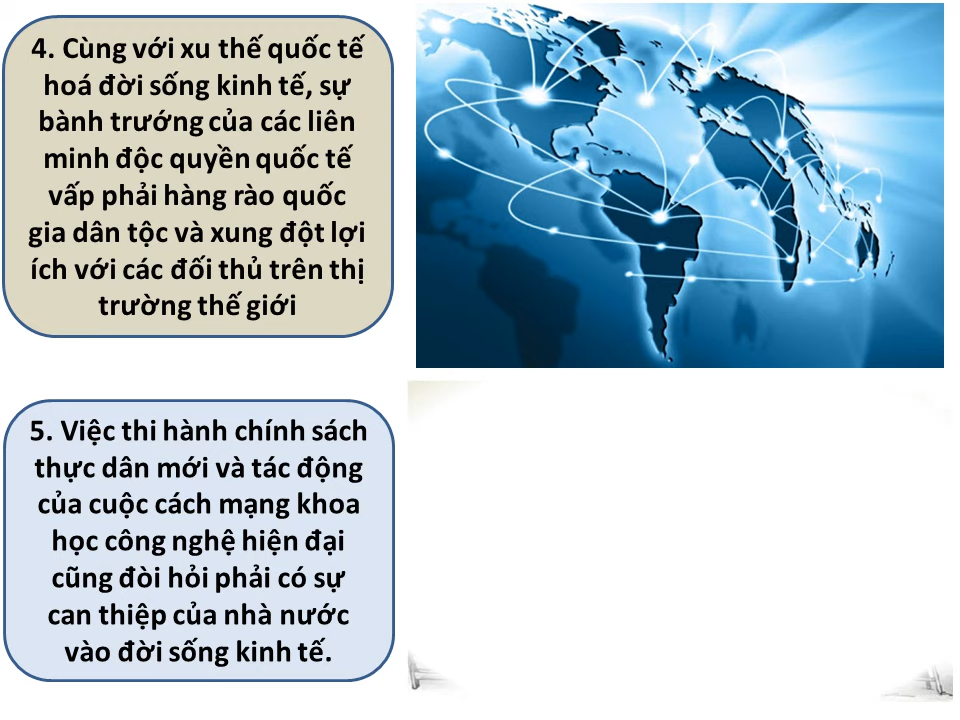 4. Cùng với xu thế quốc tế
hoá đời sống kinh tế, sự
bành trướng của các liên
minh độc quyền quốc tế
vấp phải hàng rào quốc
gia dân tộc và xung đột lợi
ích với các đối thủ trên thị
trường thế giới
5. Việc thi hành chính sách
thực dân mới và tác động
của cuộc cách mạng khoa
học công nghệ hiện đại
cũng đòi hỏi phải có sự
can thiệp của nhà nước
vào đời sống kinh tế.